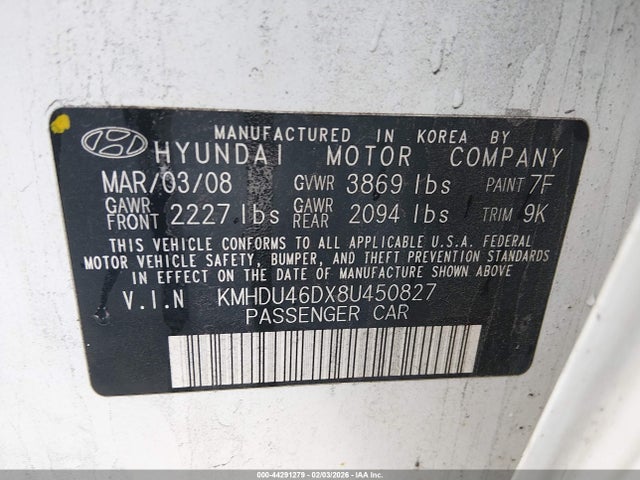 MANUFACTURED IN KOREA BY
HYUNDAI MOTOR COMPANY
MAR/03/08 GVWR 3869 lbs PAINT 7F
GAWR FRONT 2227 lbs GAWR REAR 2094 lbs TRIM 9K
THIS VEHICLE CONFORMS TO ALL APPLICABLE U.S.A. FEDERAL
MOTOR VEHICLE SAFETY, BUMPER, AND THEFT PREVENTION STANDARDS
IN EFFECT ON THE DATE OF MANUFACTURE SHOWN ABOVE
V.I.N KMHDU46DX8U450827
PASSENGER CAR
000-44291279 - 02/03/2026 - IAA Inc.